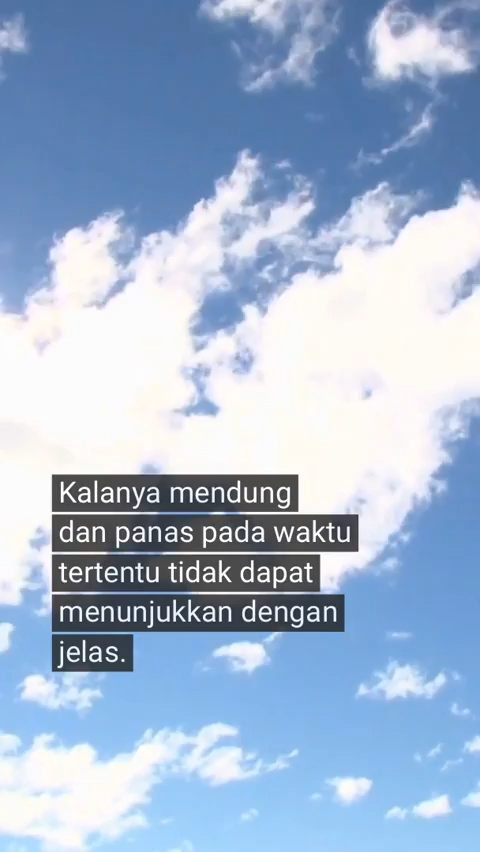 Kalanya mendung
dan panas pada waktu
tertentu tidak dapat
menunjukkan dengan
jelas.